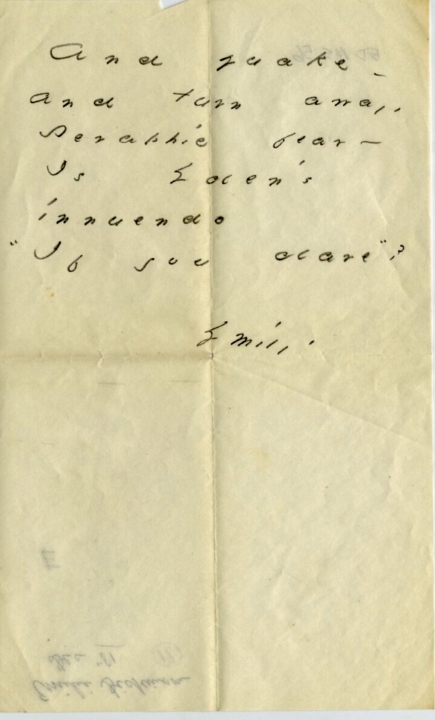 And quake –
And turn away,
Seraphic fear –
Is Eden's
innuendo
"If you dare"?
Emily.